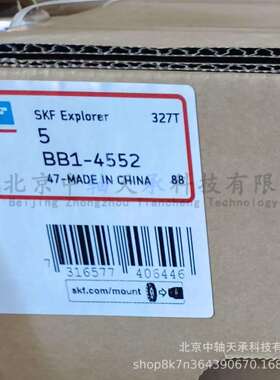 SKF Explorer 327T
5
BB1-4552
47-MADE IN CHINA 88
北京中轴天承科技有限
Beijing Zhongzhou Tiancheng Technology
7 316577 406446
skf.com/mount
北京中轴天承科技有
shop8k7n364390670.168